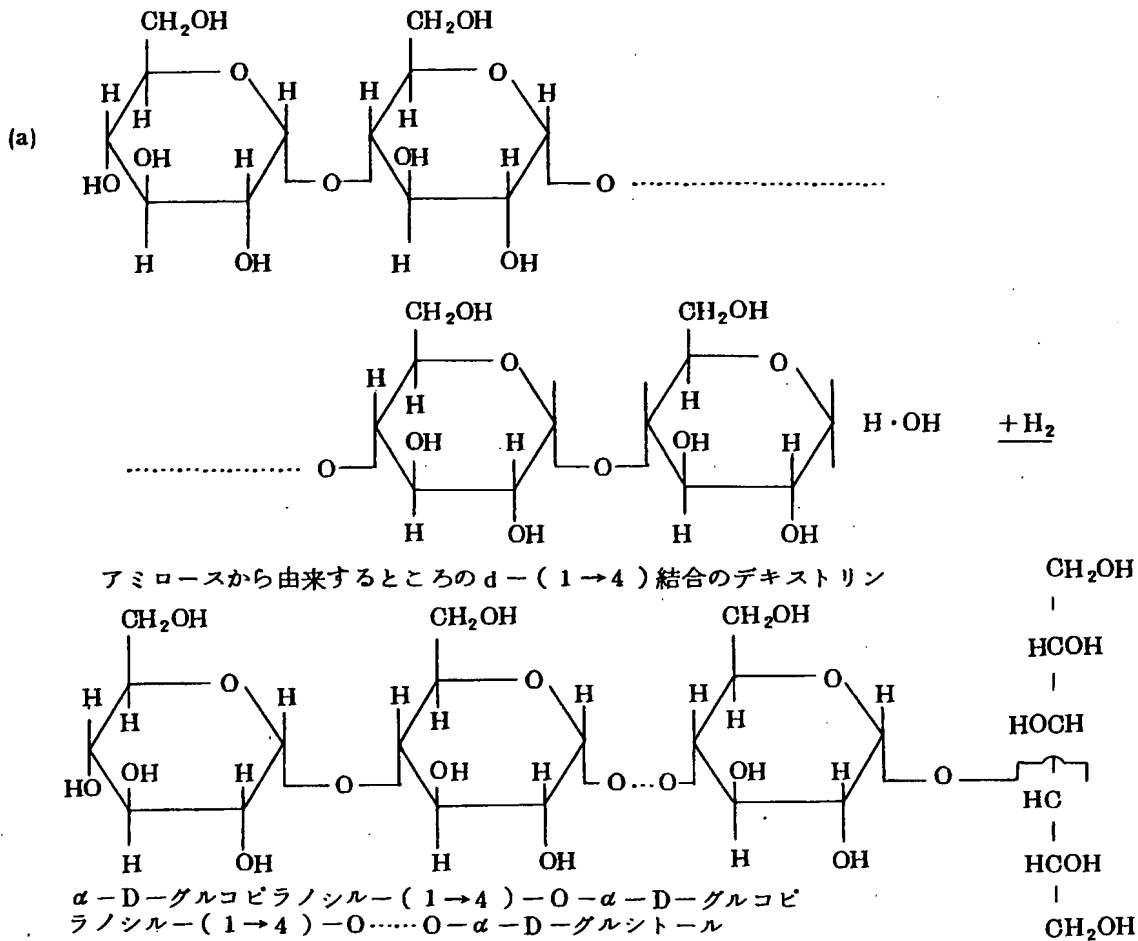 CH₂OH CH₂OH
O O
H H H H
H H
(a)
OH H OH H
HO O O ……………………
H OH H OH
CH₂OH CH₂OH
O O
H
H H H·OH +H₂
OH H OH H
…………………… O O
H OH H OH
アミロースから由来するところのd-(1→4)結合のデキストリン
CH₂OH
CH₂OH CH₂OH CH₂OH
HCOH
O O O
H H H H H H
H H H HOCH
OH H OH H OH H
HO O O…O O
HC
H OH H OH H OH HCOH
α-D-グルコピラノシル-(1→4)-O-α-D-グルコピ
ラノシル-(1→4)-O……O-α-D-グルシトール
CH₂OH